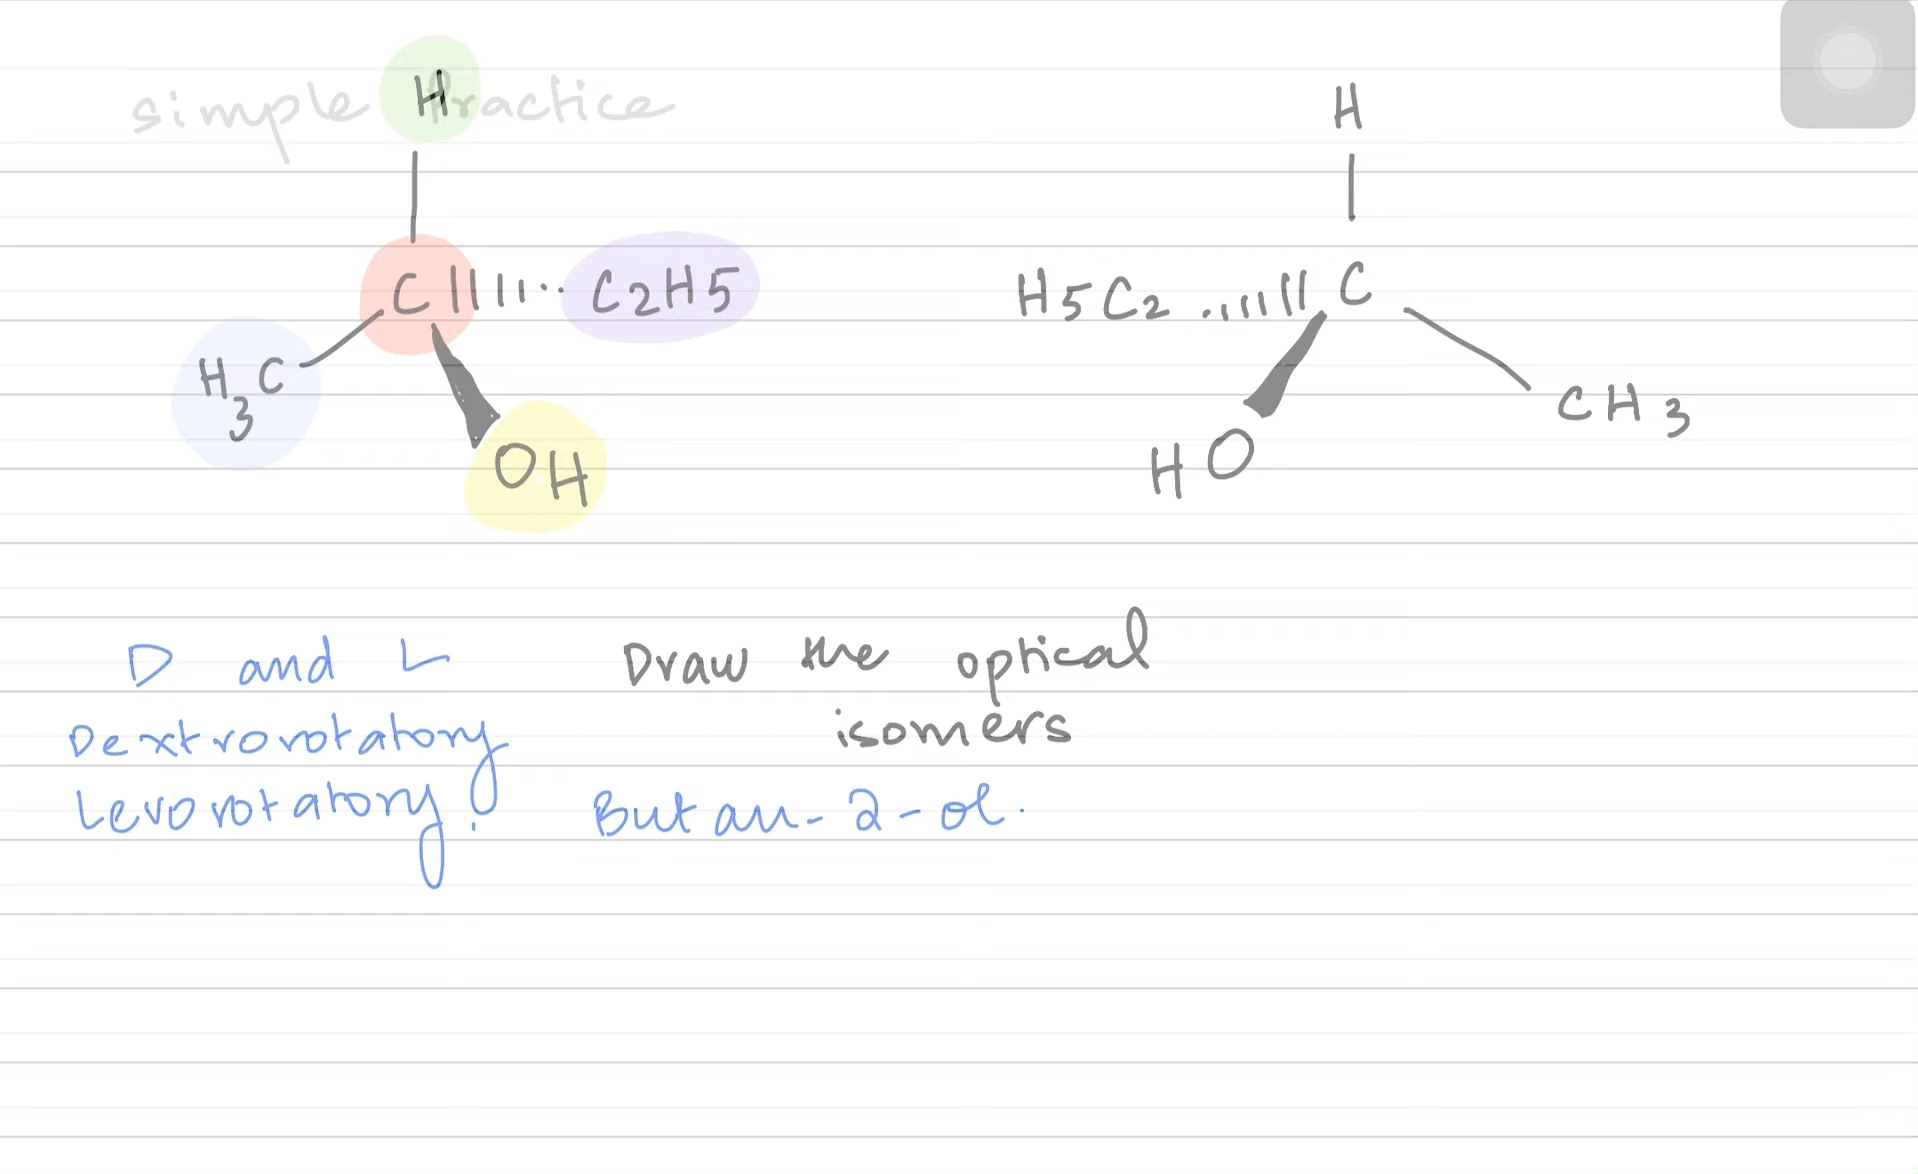 simple Practice
H
C C2H5
H3C
OH
H
H5C2 C
CH3
HO
D and L
Dextrorotatory
Levorotatory?
Draw the optical
isomers
Butan-2-ol.